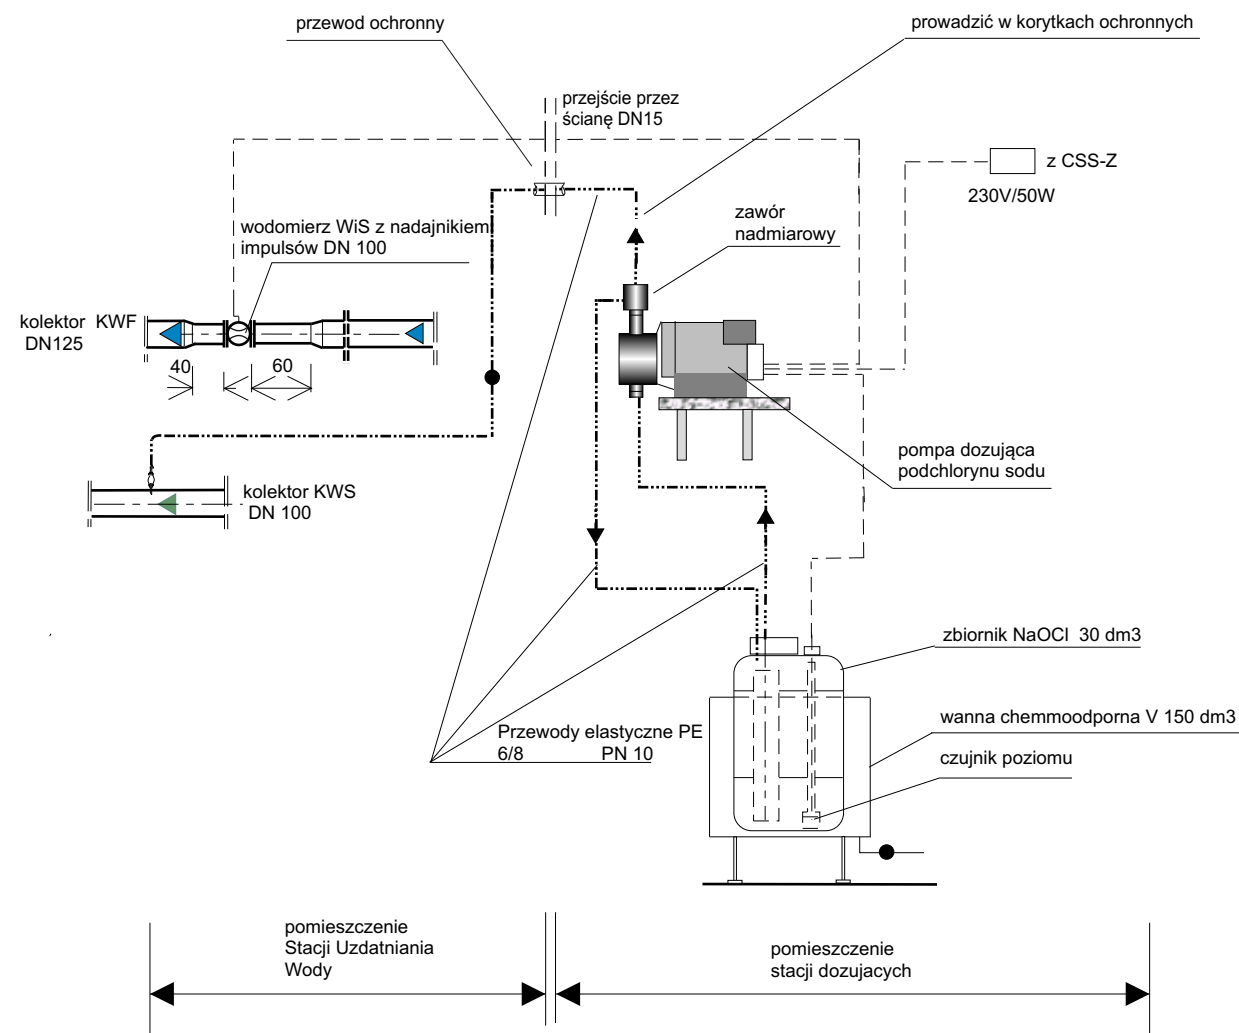 przewod ochronny
prowadzić w korytkach ochronnych
przejście przez
ścianę DN15
z CSS-Z
230V/50W
zawór
nadmiarowy
wodomierz WiS z nadajnikiem
impulsów DN 100
kolektor KWF
DN125
40
60
pompa dozująca
podchlorynu sodu
kolektor KWS
DN 100
zbiornik NaOCl 30 dm3
wanna chemmoodporna V 150 dm3
Przewody elastyczne PE
6/8 PN 10
czujnik poziomu
pomieszczenie
Stacji Uzdatniania
Wody
pomieszczenie
stacji dozujacych